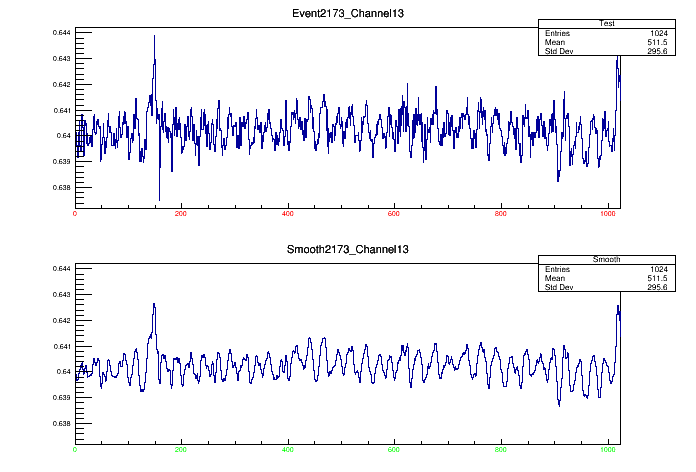 Event2173_Channel13
Test
Entries 1024
Mean 511.5
Std Dev 295.6
0.644
0.643
0.642
0.641
0.64
0.639
0.638
0 200 400 600 800 1000
Smooth2173_Channel13
Smooth
Entries 1024
Mean 511.5
Std Dev 295.6
0.644
0.643
0.642
0.641
0.64
0.639
0.638
0 200 400 600 800 1000